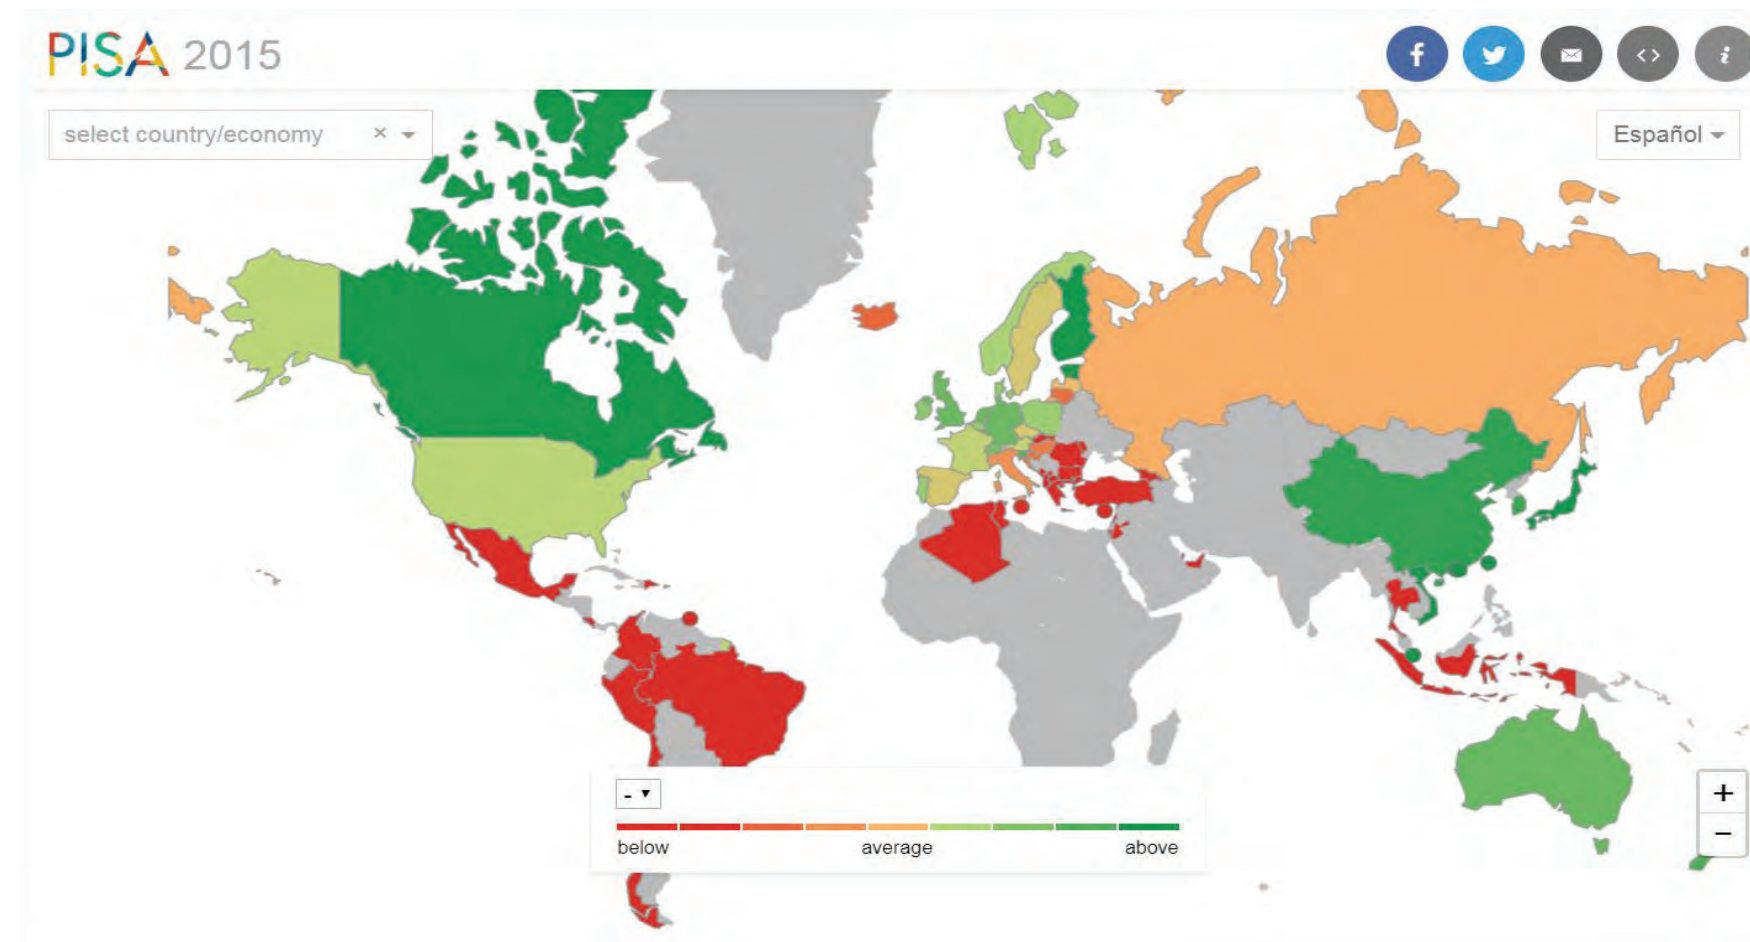 PISA 2015
select country/economy × 
Español
-
below average above
+
−